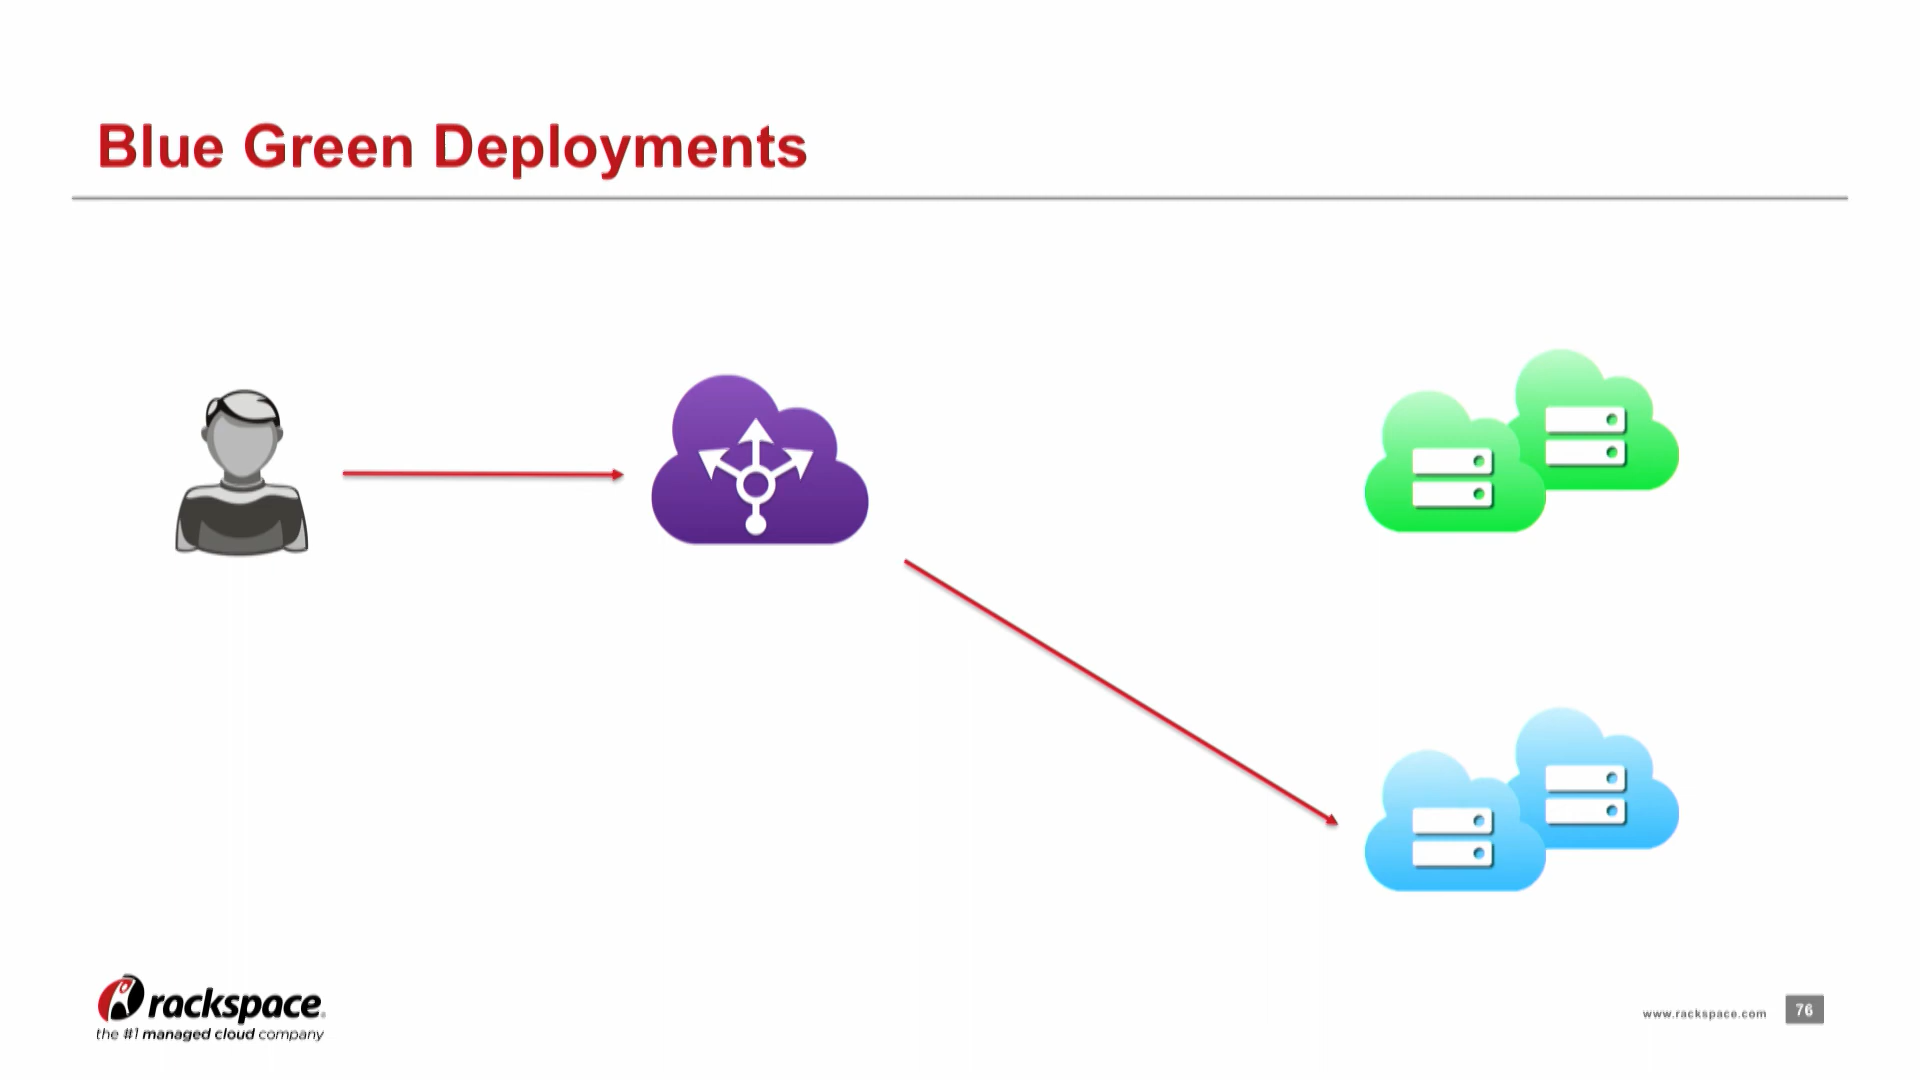 Blue Green Deployments
rackspace®
the #1 managed cloud company
www.rackspace.com
76